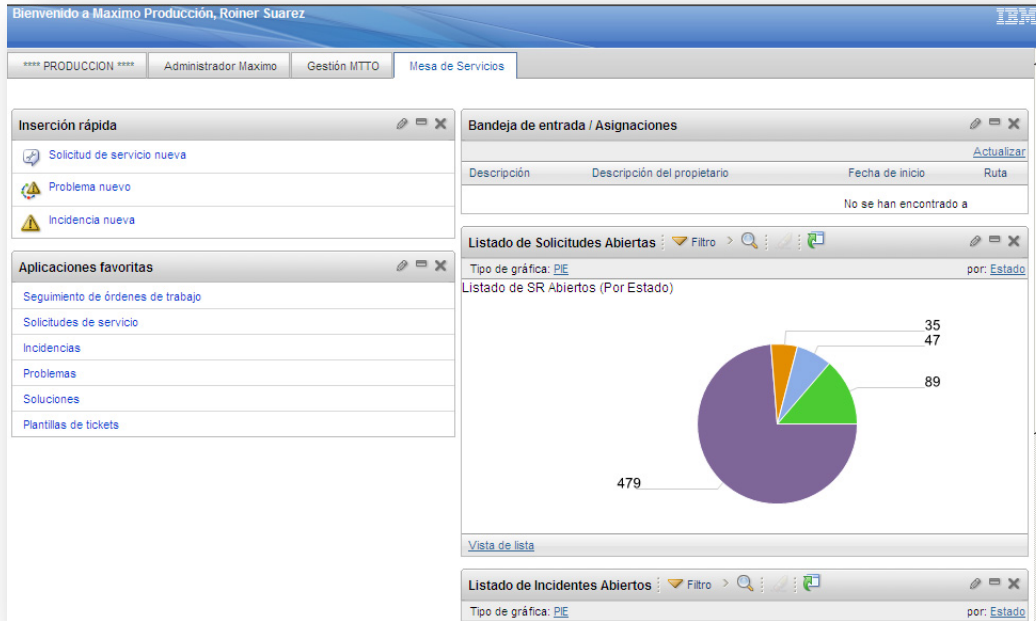 Bienvenido a Maximo Producción, Roiner Suarez
IBM
**** PRODUCCION ****
Administrador Maximo
Gestión MTTO
Mesa de Servicios
Inserción rápida
Solicitud de servicio nueva
Problema nuevo
Incidencia nueva
Aplicaciones favoritas
Seguimiento de órdenes de trabajo
Solicitudes de servicio
Incidencias
Problemas
Soluciones
Plantillas de tickets
Bandeja de entrada / Asignaciones
Actualizar
Descripción Descripción del propietario Fecha de inicio Ruta
No se han encontrado a
Listado de Solicitudes Abiertas Filtro
Tipo de gráfica: PIE por: Estado
Listado de SR Abiertos (Por Estado)
35
47
89
479
Vista de lista
Listado de Incidentes Abiertos Filtro
Tipo de gráfica: PIE por: Estado